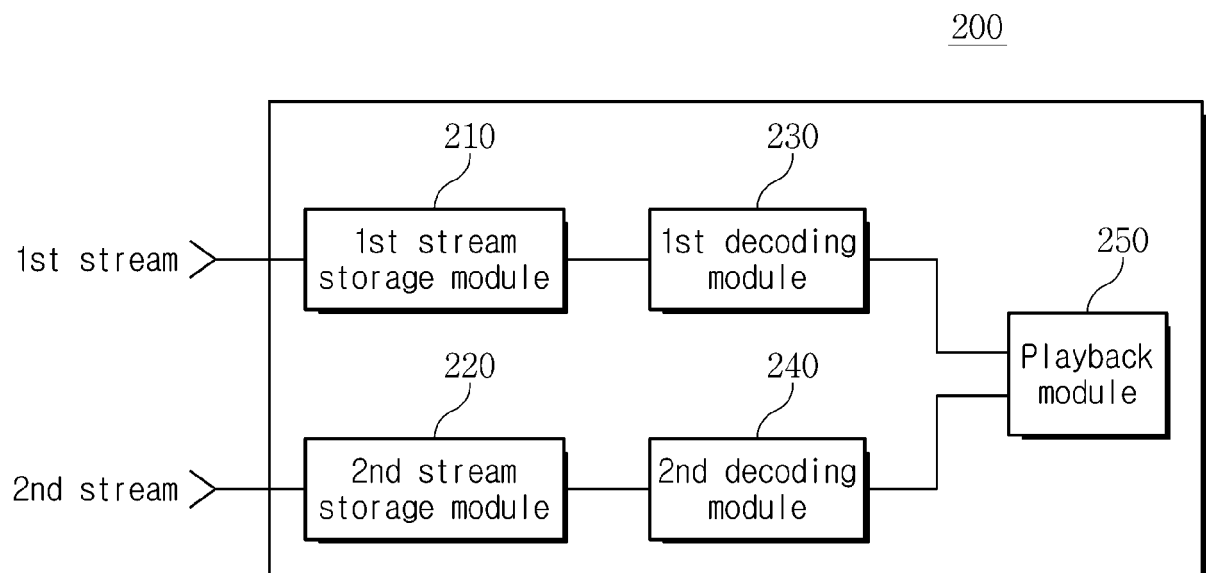 200
210
230
1st stream
1st stream
storage module
1st decoding
module
250
Playback
module
220
240
2nd stream
2nd stream
storage module
2nd decoding
module